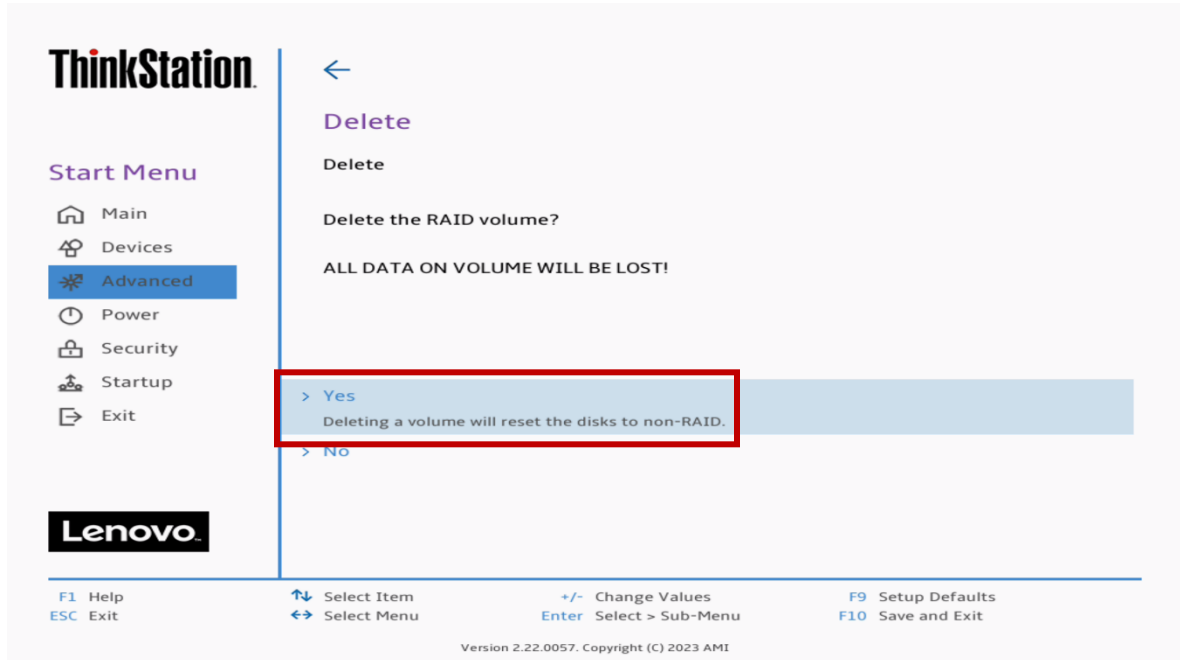 ThinkStation.
Start Menu
Main
Devices
Advanced
Power
Security
Startup
Exit
Lenovo
Delete
Delete
Delete the RAID volume?
ALL DATA ON VOLUME WILL BE LOST!
> Yes
Deleting a volume will reset the disks to non-RAID.
> No
F1 Help
ESC Exit
↑↓ Select Item
←→ Select Menu
+/- Change Values
Enter Select > Sub-Menu
F9 Setup Defaults
F10 Save and Exit
Version 2.22.0057. Copyright (C) 2023 AMI